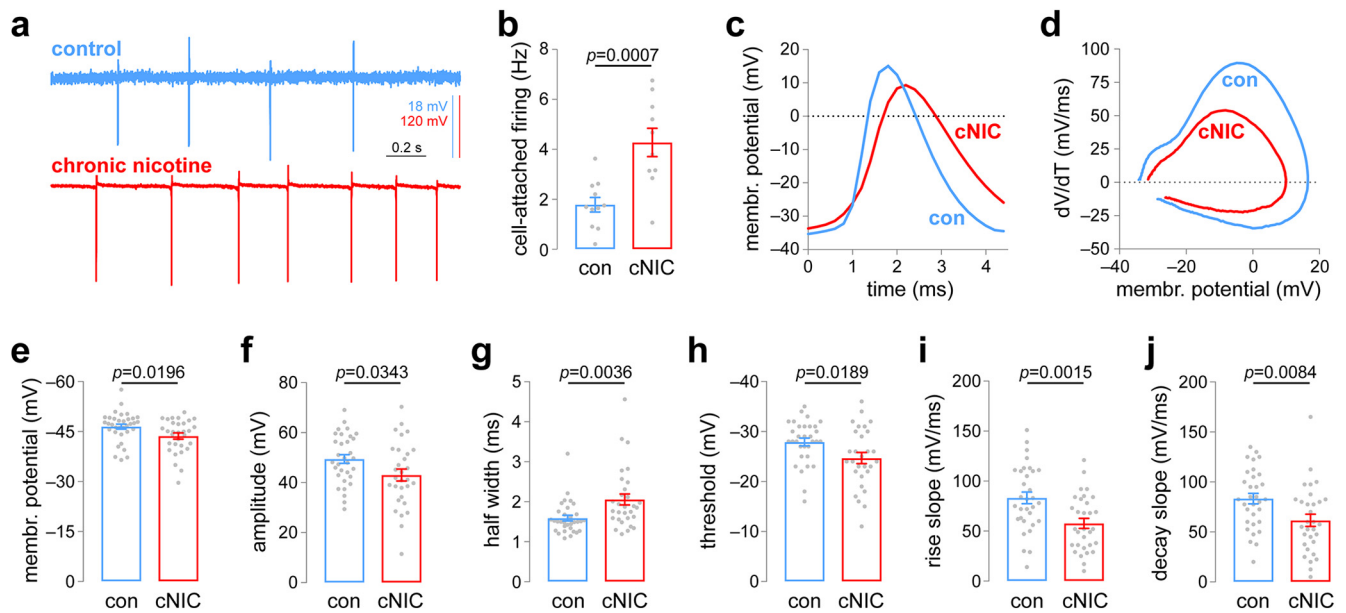 a
control
18 mV
120 mV
0.2 s
chronic nicotine
b
cell-attached firing (Hz)
8
6
4
2
0
p=0.0007
con
cNIC
c
membr. potential (mV)
20
10
0
–10
–20
–30
–40
cNIC
con
0
1
2
3
4
time (ms)
d
dV/dT (mV/ms)
100
75
50
25
0
–25
–50
con
cNIC
–40
–20
0
20
membr. potential (mV)
e
membr. potential (mV)
–60
–45
–30
–15
0
p=0.0196
con
cNIC
f
amplitude (mV)
80
60
40
20
0
p=0.0343
con
cNIC
g
half width (ms)
5
4
3
2
1
0
p=0.0036
con
cNIC
h
threshold (mV)
–40
–30
–20
–10
0
p=0.0189
con
cNIC
i
rise slope (mV/ms)
200
150
100
50
0
p=0.0015
con
cNIC
j
decay slope (mV/ms)
200
150
100
50
0
p=0.0084
con
cNIC